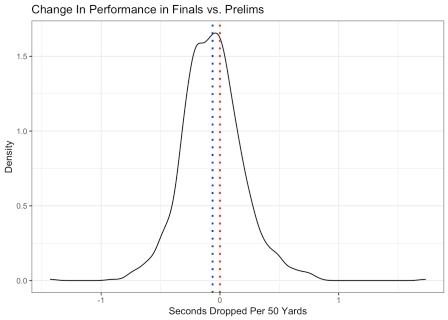 Change In Performance in Finals vs. Prelims
Density
1.5
1.0
0.5
0.0
-1
0
1
Seconds Dropped Per 50 Yards